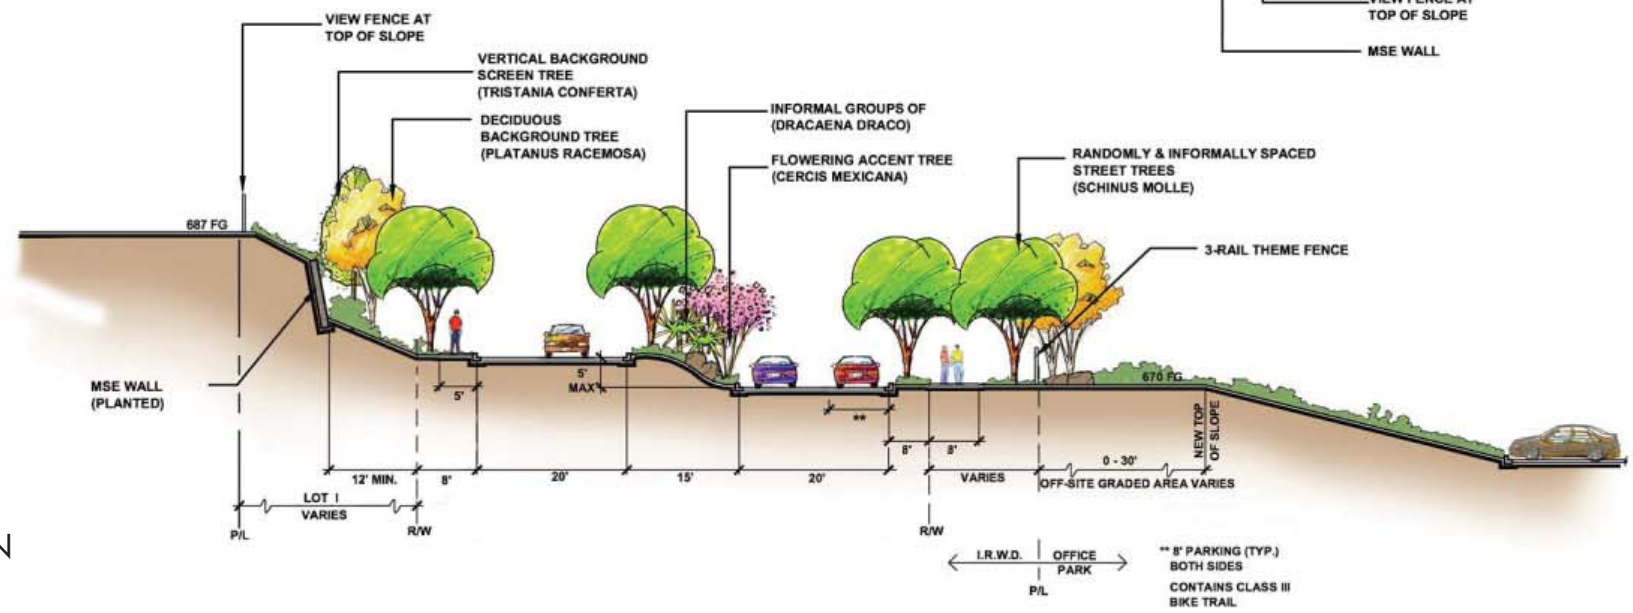 VIEW FENCE AT
TOP OF SLOPE
VERTICAL BACKGROUND
SCREEN TREE
(TRISTANIA CONFERTA)
DECIDUOUS
BACKGROUND TREE
(PLATANUS RACEMOSA)
INFORMAL GROUPS OF
(DRACAENA DRACO)
FLOWERING ACCENT TREE
(CERCIS MEXICANA)
RANDOMLY & INFORMALLY SPACED
STREET TREES
(SCHINUS MOLLE)
VIEW FENCE AT
TOP OF SLOPE
MSE WALL
3-RAIL THEME FENCE
687 FG
MSE WALL
(PLANTED)
5'
5'
MAX
**
670 FG
NEW TOP
OF SLOPE
8'
8'
12' MIN.
8'
20'
15'
20'
VARIES
0 - 30'
OFF-SITE GRADED AREA VARIES
LOT I
VARIES
P/L
R/W
R/W
I.R.W.D.
OFFICE
PARK
P/L
** 8' PARKING (TYP.)
BOTH SIDES
CONTAINS CLASS III
BIKE TRAIL
N